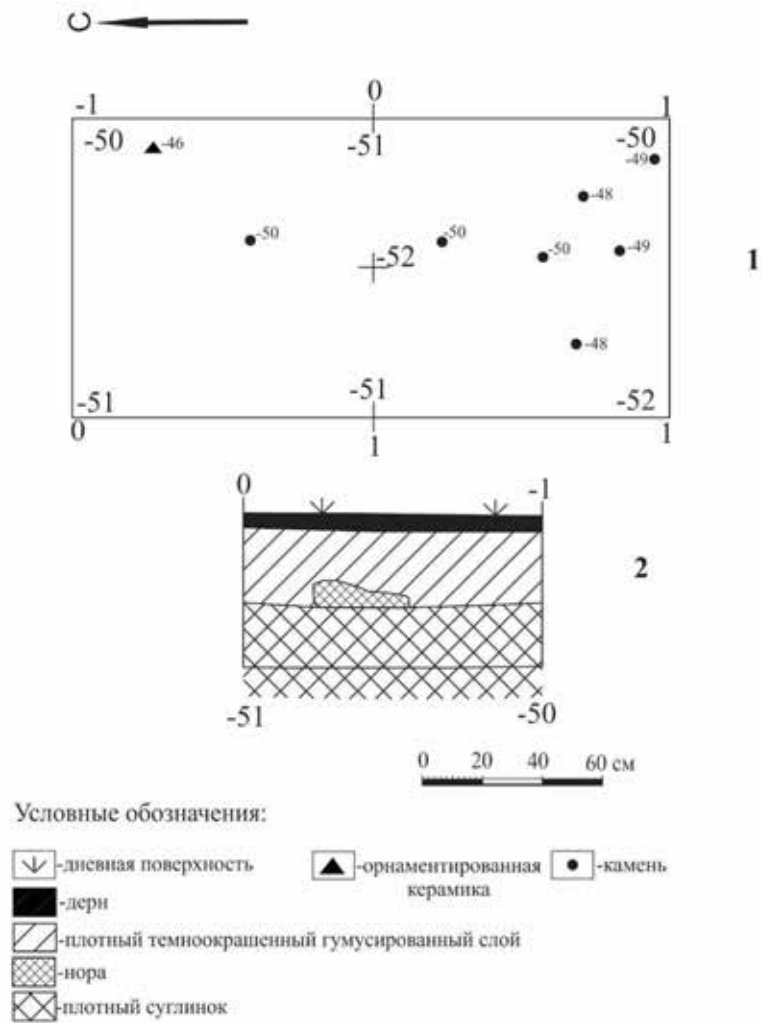 С
-1 0 1
-50 -46 -51 -50
-49
-48
-50 -50 -50 -49
-52 1
-48
-51 -51 -52
0 1 1
0 -1
2
-51 -50
0 20 40 60 см
Условные обозначения:
-дневная поверхность -орнаментированная керамика -камень
-дерн
-плотный темноокрашенный гумусированный слой
-нора
-плотный суглинок